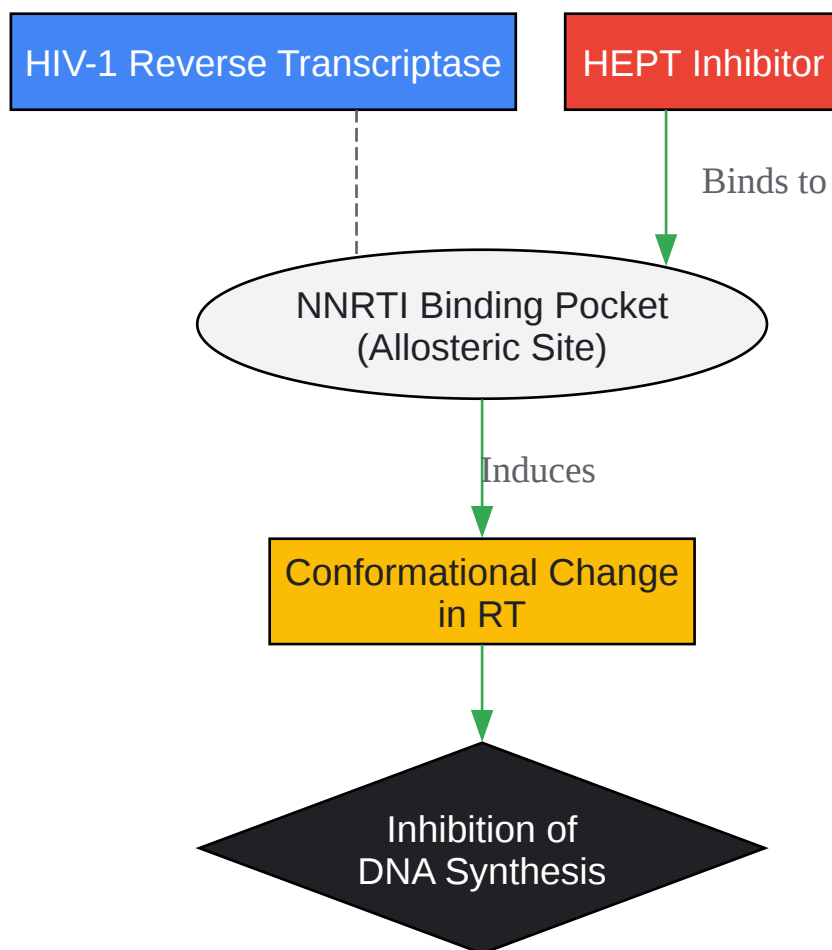 HIV-1 Reverse Transcriptase
HEPT Inhibitor
Binds to
NNRTI Binding Pocket
(Allosteric Site)
Induces
Conformational Change
in RT
Inhibition of
DNA Synthesis